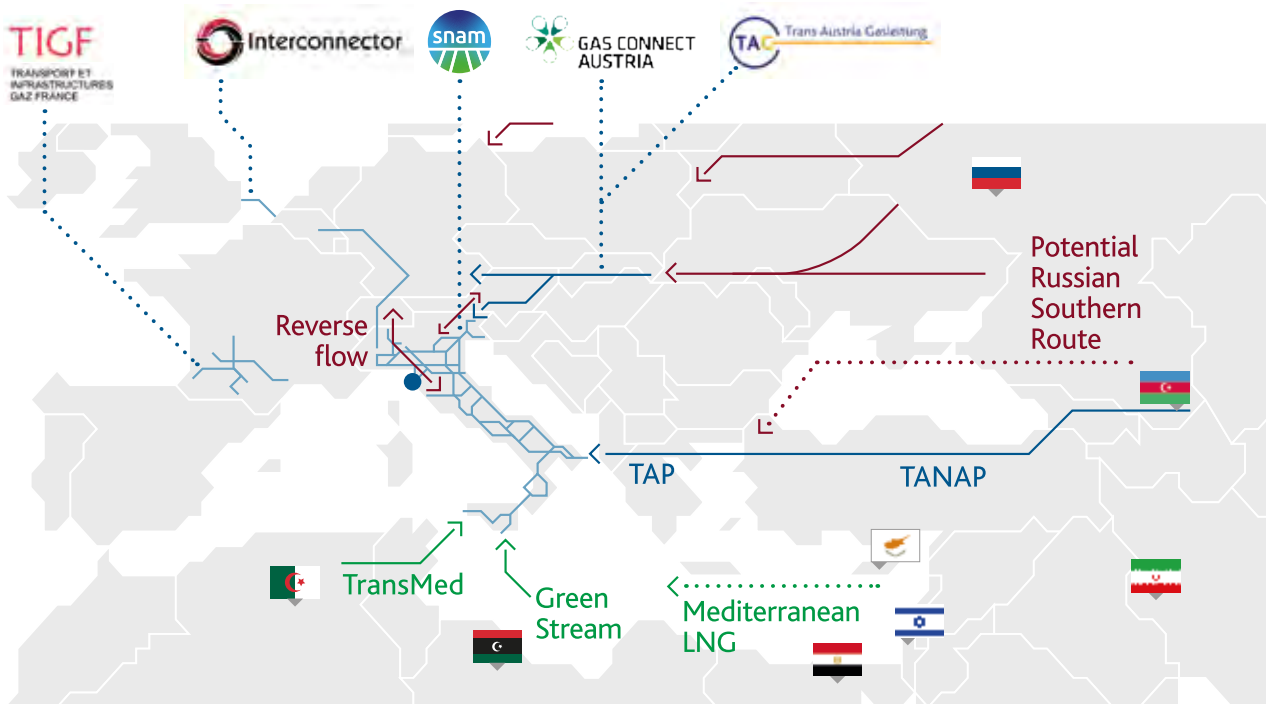 TIGF
TRANSPORT ET
INFRASTRUCTURES
GAZ FRANCE
Interconnector
snam
GAS CONNECT
AUSTRIA
TAG
Trans Austria Gasleitung
Potential
Russian
Southern
Route
Reverse
flow
TAP
TANAP
TransMed
Green
Stream
Mediterranean
LNG